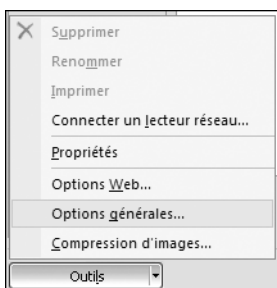 Supprimer
Renommer
Imprimer
Connecter un lecteur réseau...
Propriétés
Options Web...
Options générales...
Compression d'images...
Outils